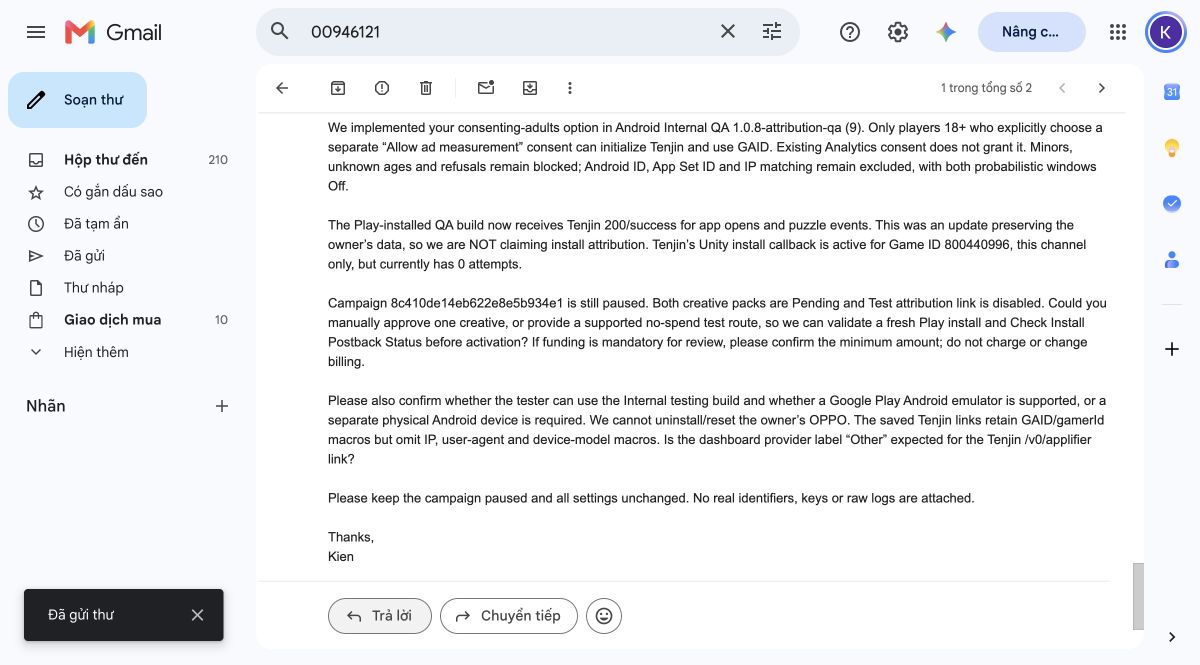 Gmail
00946121
Nâng c...
K
Soạn thư
Hộp thư đến 210
Có gắn dấu sao
Đã tạm ẩn
Đã gửi
Thư nháp
Giao dịch mua 10
Hiện thêm
Nhãn
1 trong tổng số 2
31
We implemented your consenting-adults option in Android Internal QA 1.0.8-attribution-qa (9). Only players 18+ who explicitly choose a
separate “Allow ad measurement” consent can initialize Tenjin and use GAID. Existing Analytics consent does not grant it. Minors,
unknown ages and refusals remain blocked; Android ID, App Set ID and IP matching remain excluded, with both probabilistic windows
Off.
The Play-installed QA build now receives Tenjin 200/success for app opens and puzzle events. This was an update preserving the
owner’s data, so we are NOT claiming install attribution. Tenjin’s Unity install callback is active for Game ID 800440996, this channel
only, but currently has 0 attempts.
Campaign 8c410de14eb622e8e5b934e1 is still paused. Both creative packs are Pending and Test attribution link is disabled. Could you
manually approve one creative, or provide a supported no-spend test route, so we can validate a fresh Play install and Check Install
Postback Status before activation? If funding is mandatory for review, please confirm the minimum amount; do not charge or change
billing.
Please also confirm whether the tester can use the Internal testing build and whether a Google Play Android emulator is supported, or a
separate physical Android device is required. We cannot uninstall/reset the owner’s OPPO. The saved Tenjin links retain GAID/gamerId
macros but omit IP, user-agent and device-model macros. Is the dashboard provider label “Other” expected for the Tenjin /v0/applifier
link?
Please keep the campaign paused and all settings unchanged. No real identifiers, keys or raw logs are attached.
Thanks,
Kien
Trả lời
Chuyển tiếp
Đã gửi thư